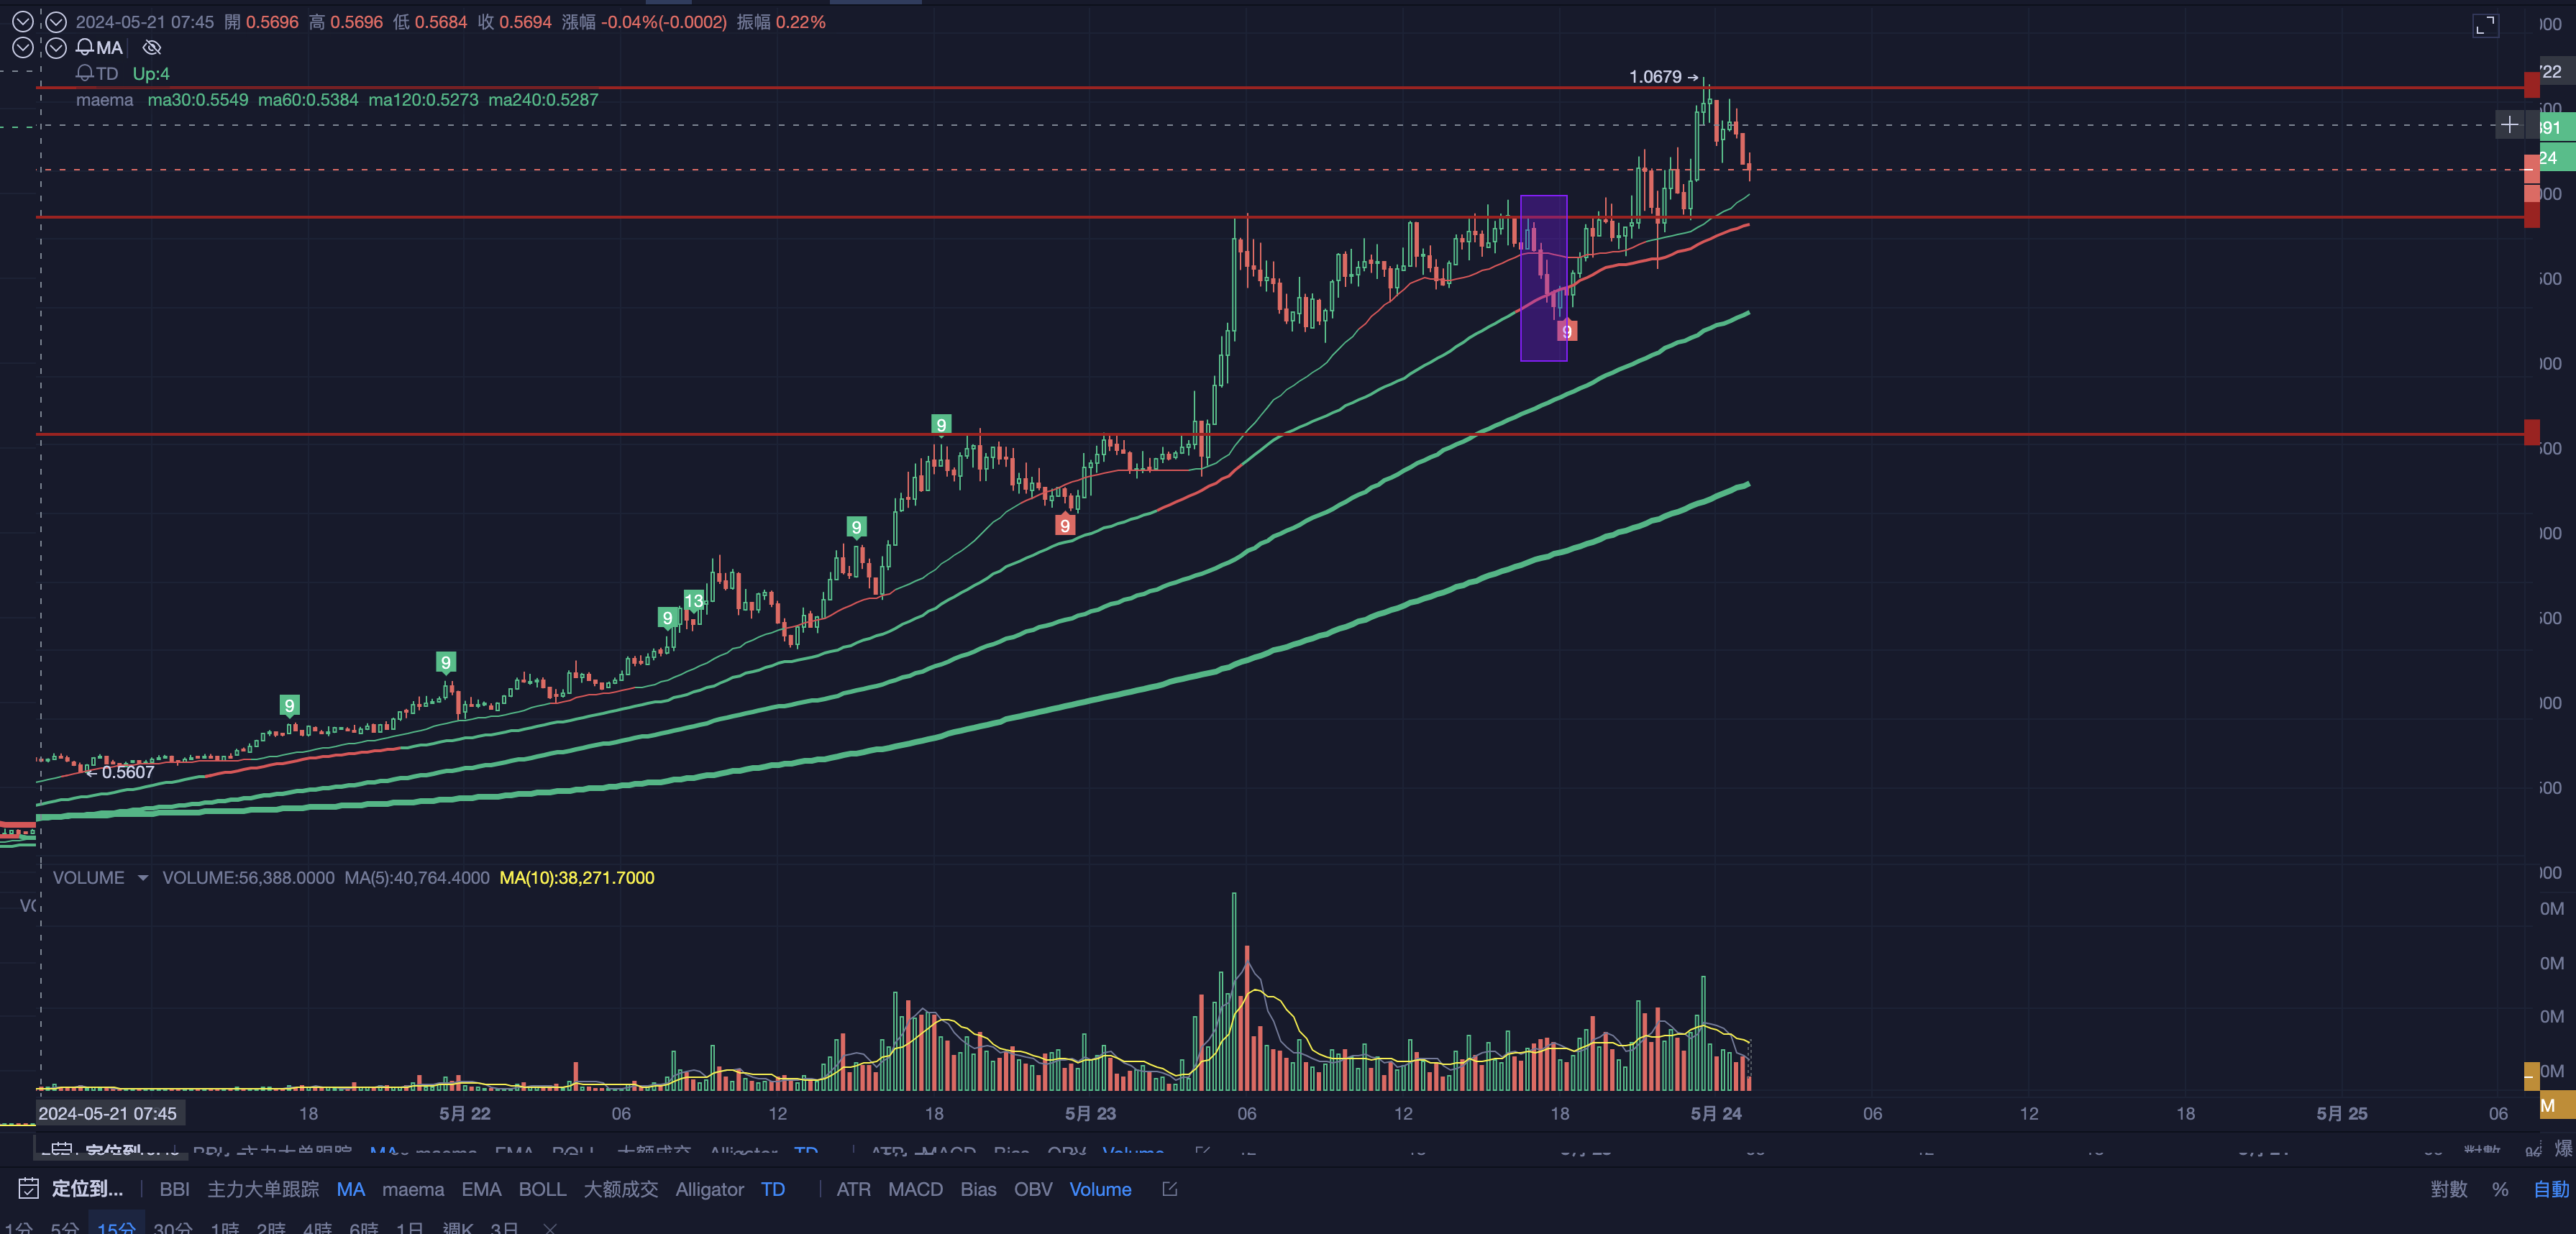 2024-05-21 07:45 開 0.5696 高 0.5696 低 0.5684 收 0.5694 漲幅 -0.04%(-0.0002) 振幅 0.22%
MA
TD Up:4
maema ma30:0.5549 ma60:0.5384 ma120:0.5273 ma240:0.5287
1.0679
9
9
9
13
9
9
9
9
0.5607
VOLUME VOLUME:56,388.0000 MA(5):40,764.4000 MA(10):38,271.7000
2024-05-21 07:45 18 5月 22 06 12 18 5月 23 06 12 18 5月 24 06 12 18 5月 25 06
定位到... BBI 主力大单跟踪 MA maema EMA BOLL 大额成交 Alligator TD ATR MACD Bias OBV Volume 對數 % 自動
1分 5分 15分 30分 1時 2時 4時 6時 1日 週K 3日